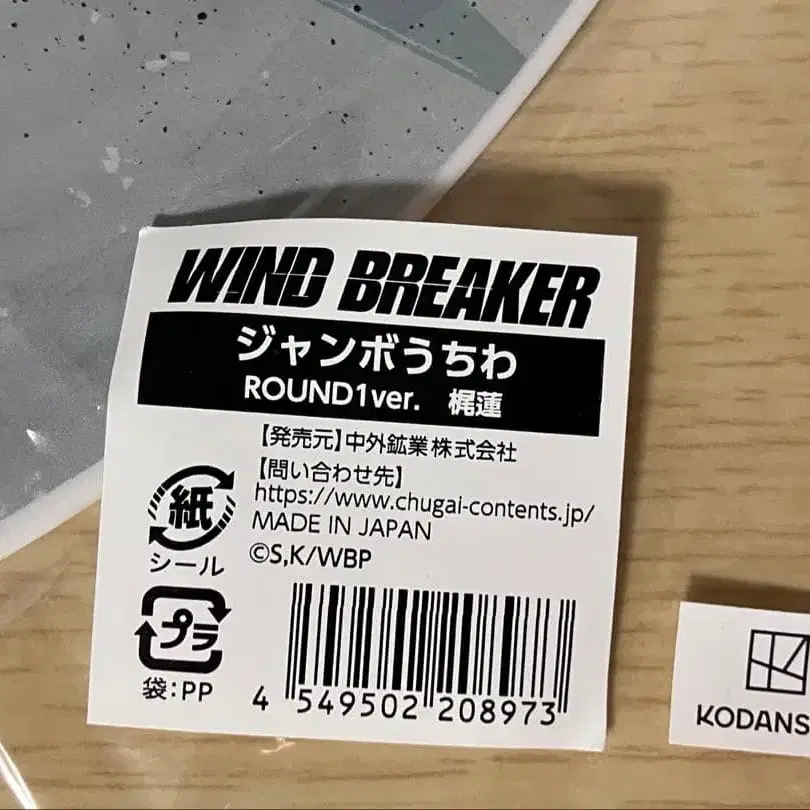 WIND BREAKER
ジャンボうちわ
ROUND1ver. 梶蓮
【発売元】中外鉱業株式会社
【問い合わせ先】
https://www.chugai-contents.jp/
MADE IN JAPAN
©S,K/WBP
紙
シール
プラ
袋:PP
4 549502 208973
KODANS